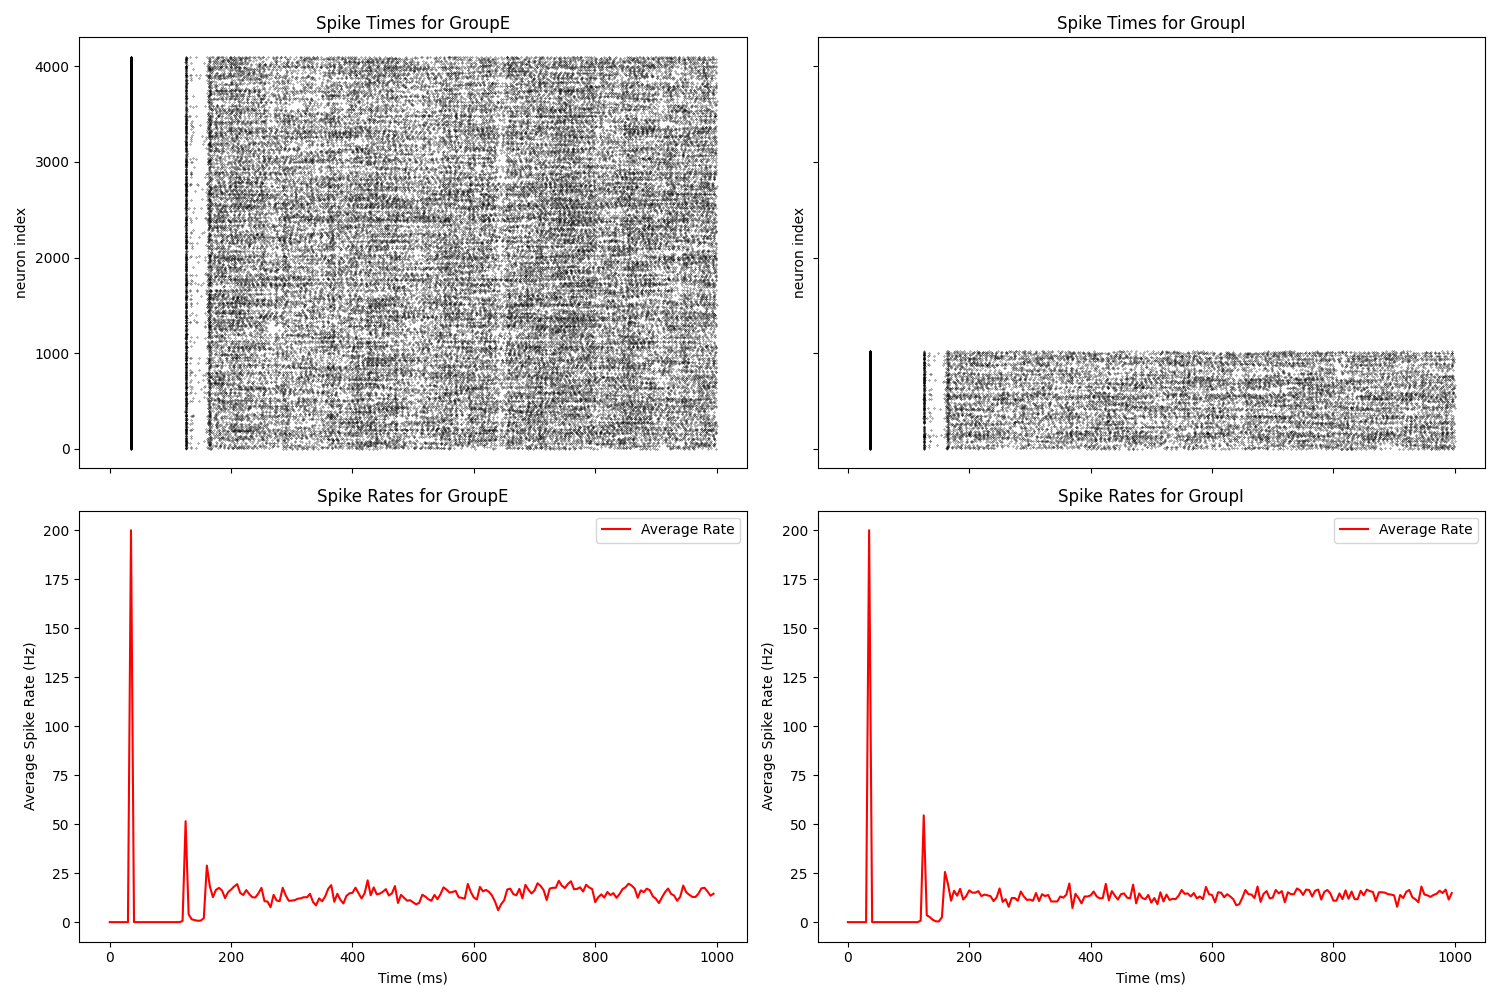 Spike Times for GroupE
4000
3000
2000
1000
0
neuron index
Spike Times for GroupI
neuron index
Spike Rates for GroupE
Average Rate
200
175
150
125
100
75
50
25
0
Average Spike Rate (Hz)
0 200 400 600 800 1000
Time (ms)
Spike Rates for GroupI
Average Rate
200
175
150
125
100
75
50
25
0
Average Spike Rate (Hz)
0 200 400 600 800 1000
Time (ms)